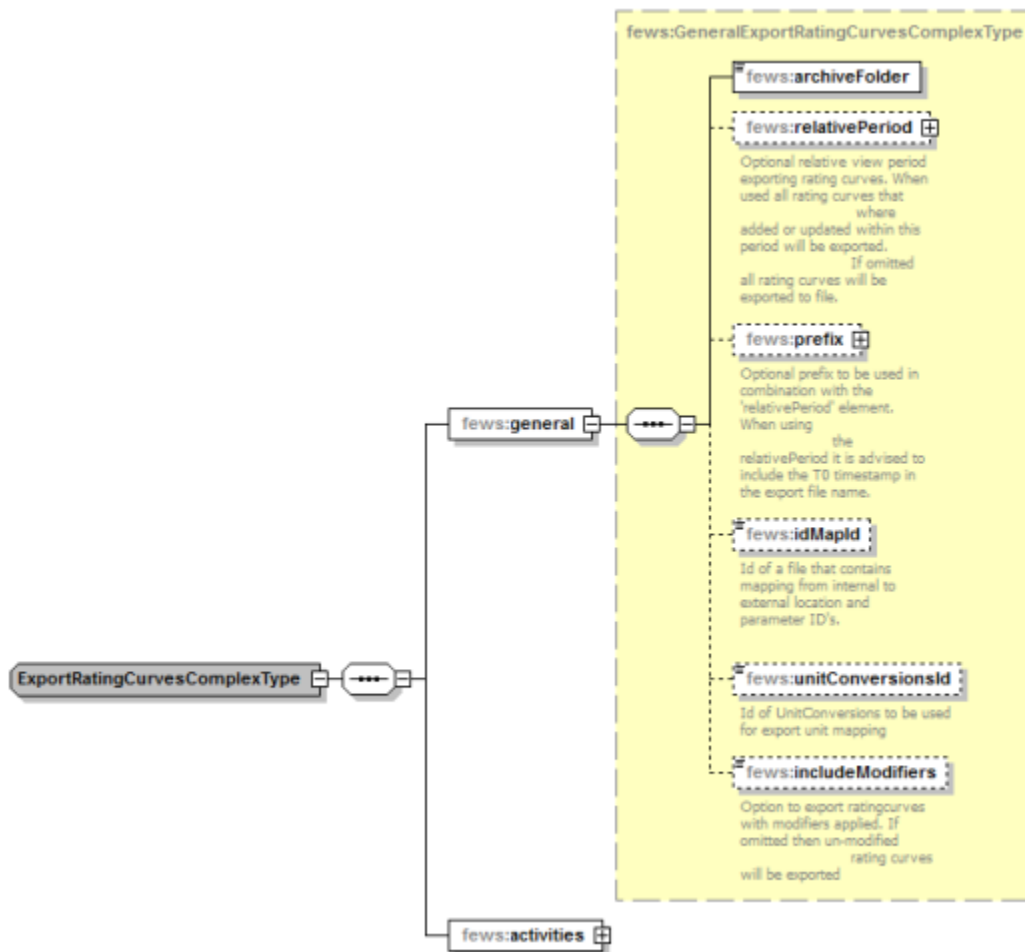 fews:GeneralExportRatingCurvesComplexType
fews:archiveFolder
fews:relativePeriod
Optional relative view period
exporting rating curves. When
used all rating curves that
where
added or updated within this
period will be exported.
If omitted
all rating curves will be
exported to file.
fews:prefix
Optional prefix to be used in
combination with the
'relativePeriod' element.
When using
the
relativePeriod it is advised to
include the T0 timestamp in
the export file name.
fews:general
fews:idMapId
Id of a file that contains
mapping from internal to
external location and
parameter ID's.
ExportRatingCurvesComplexType
fews:unitConversionsId
Id of UnitConversions to be used
for export unit mapping
fews:includeModifiers
Option to export ratingcurves
with modifiers applied. If
omitted then un-modified
rating curves
will be exported
fews:activities